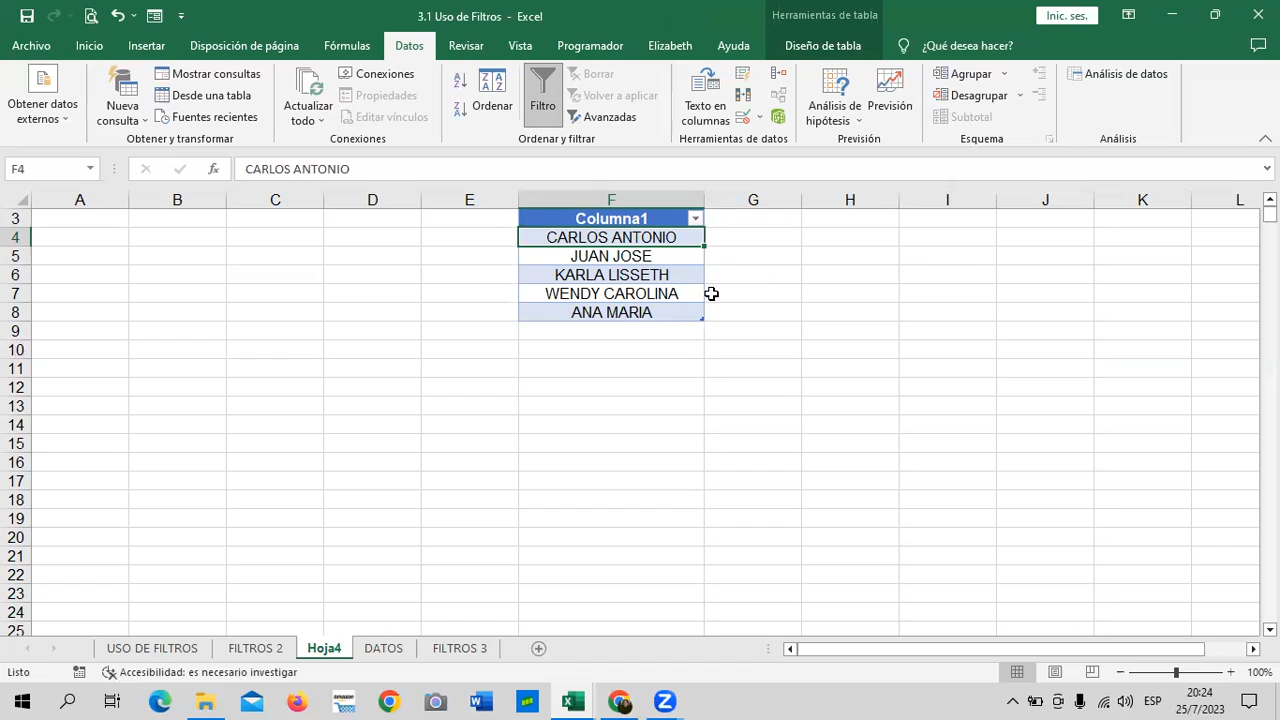 3.1 Uso de Filtros - Excel
Herramientas de tabla
Inic. ses.
Archivo
Inicio
Insertar
Disposición de página
Fórmulas
Datos
Revisar
Vista
Programador
Elizabeth
Ayuda
Diseño de tabla
¿Qué desea hacer?
Obtener datos externos
Nueva consulta
Mostrar consultas
Desde una tabla
Fuentes recientes
Obtener y transformar
Actualizar todo
Conexiones
Propiedades
Editar vínculos
Conexiones
Ordenar
Filtro
Borrar
Volver a aplicar
Avanzadas
Ordenar y filtrar
Texto en columnas
Herramientas de datos
Análisis de hipótesis
Previsión
Previsión
Agrupar
Desagrupar
Subtotal
Esquema
Análisis de datos
Análisis
F4
fx
CARLOS ANTONIO
A B C D E F G H I J K L
3 Columna1
4 CARLOS ANTONIO
5 JUAN JOSE
6 KARLA LISSETH
7 WENDY CAROLINA
8 ANA MARIA
9
10
11
12
13
14
15
16
17
18
19
20
21
22
23
24
25
USO DE FILTROS
FILTROS 2
Hoja4
DATOS
FILTROS 3
Listo
Accesibilidad: es necesario investigar
100%
ESP
20:24
25/7/2023